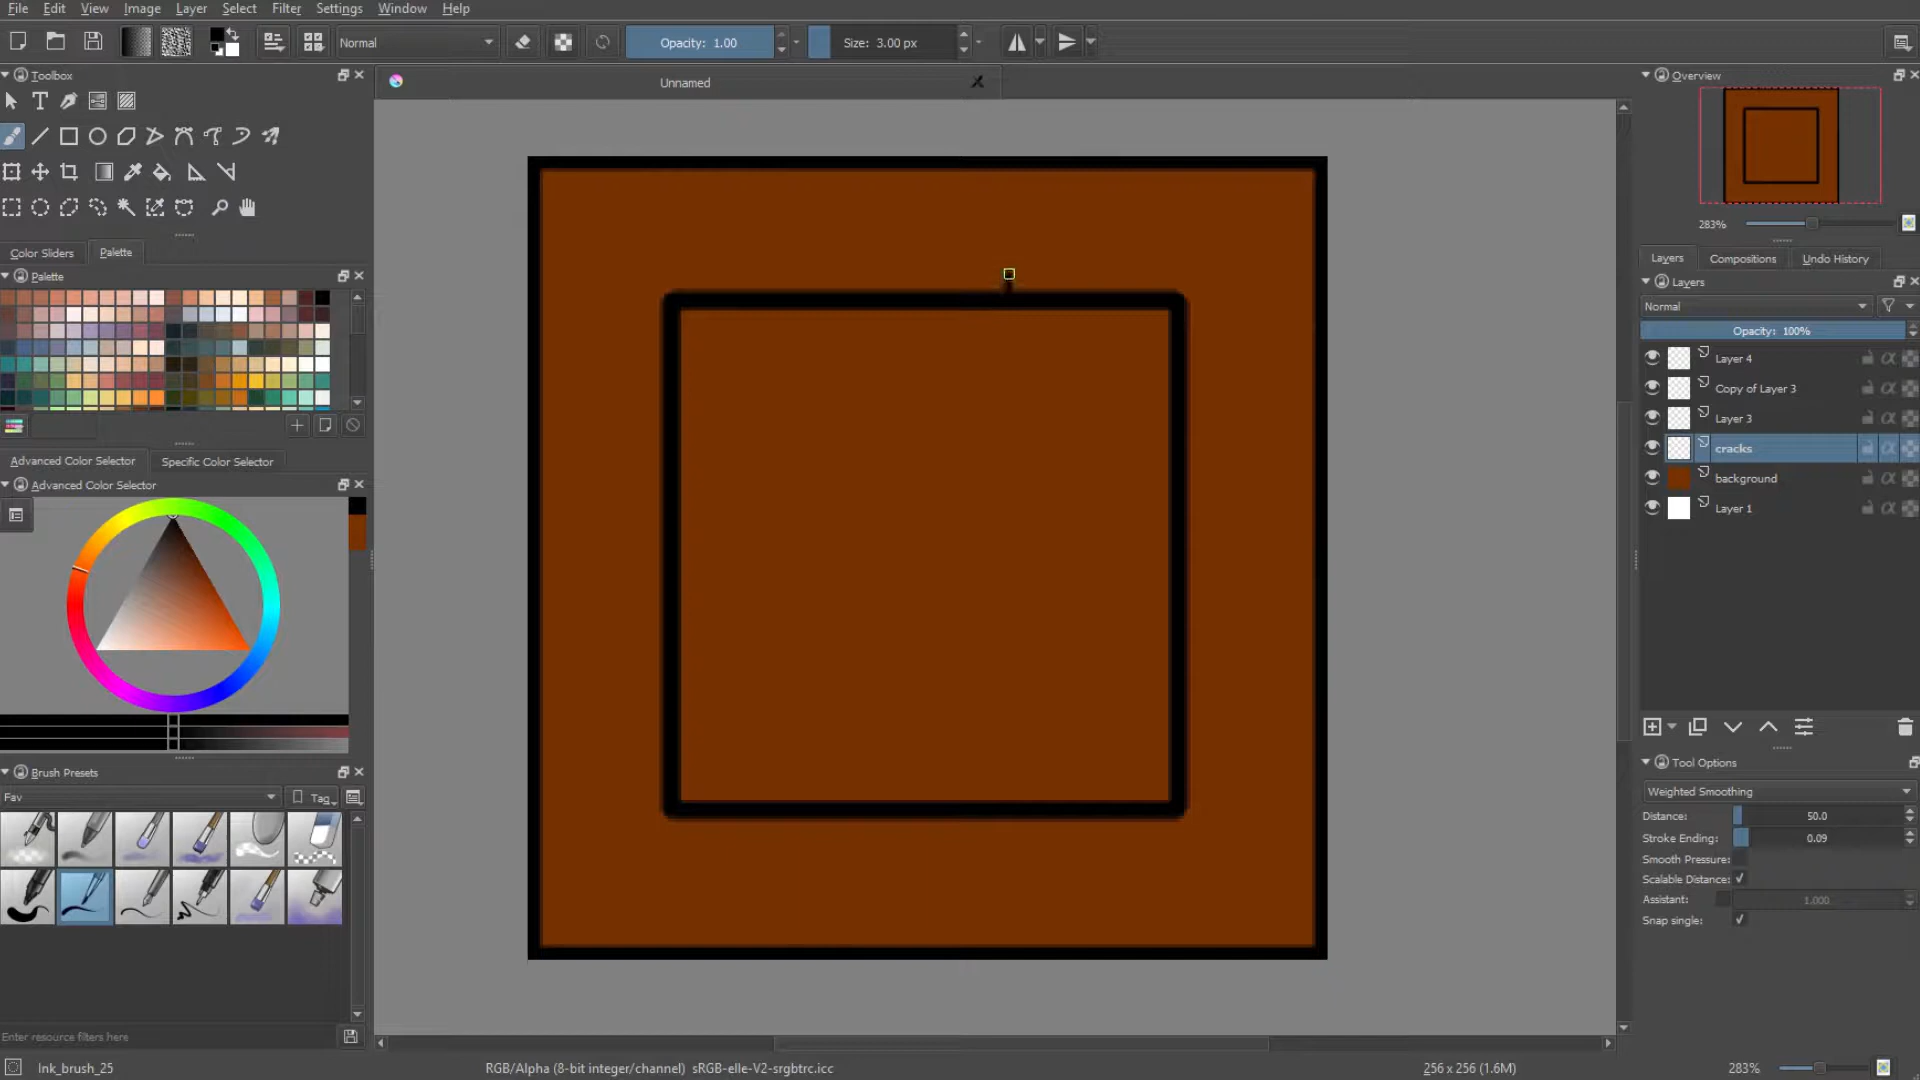 File Edit View Image Layer Select Filter Settings Window Help
Normal Opacity: 1.00 Size: 3.00 px
Toolbox
Unnamed
Overview
283%
Color Sliders Palette
Palette
Layers Compositions Undo History
Layers
Normal
Opacity: 100%
Layer 4
Copy of Layer 3
Layer 3
cracks
background
Layer 1
Advanced Color Selector Specific Color Selector
Advanced Color Selector
Tool Options
Weighted Smoothing
Distance: 50.0
Stroke Ending: 0.09
Smooth Pressure:
Scalable Distance:
Assistant: 1.000
Snap single:
Brush Presets
Fav Tag
Enter resource filters here
Ink_brush_25 RGB/Alpha (8-bit integer/channel) sRGB-elle-V2-srgbtrc.icc 256 x 256 (1.6M) 283%